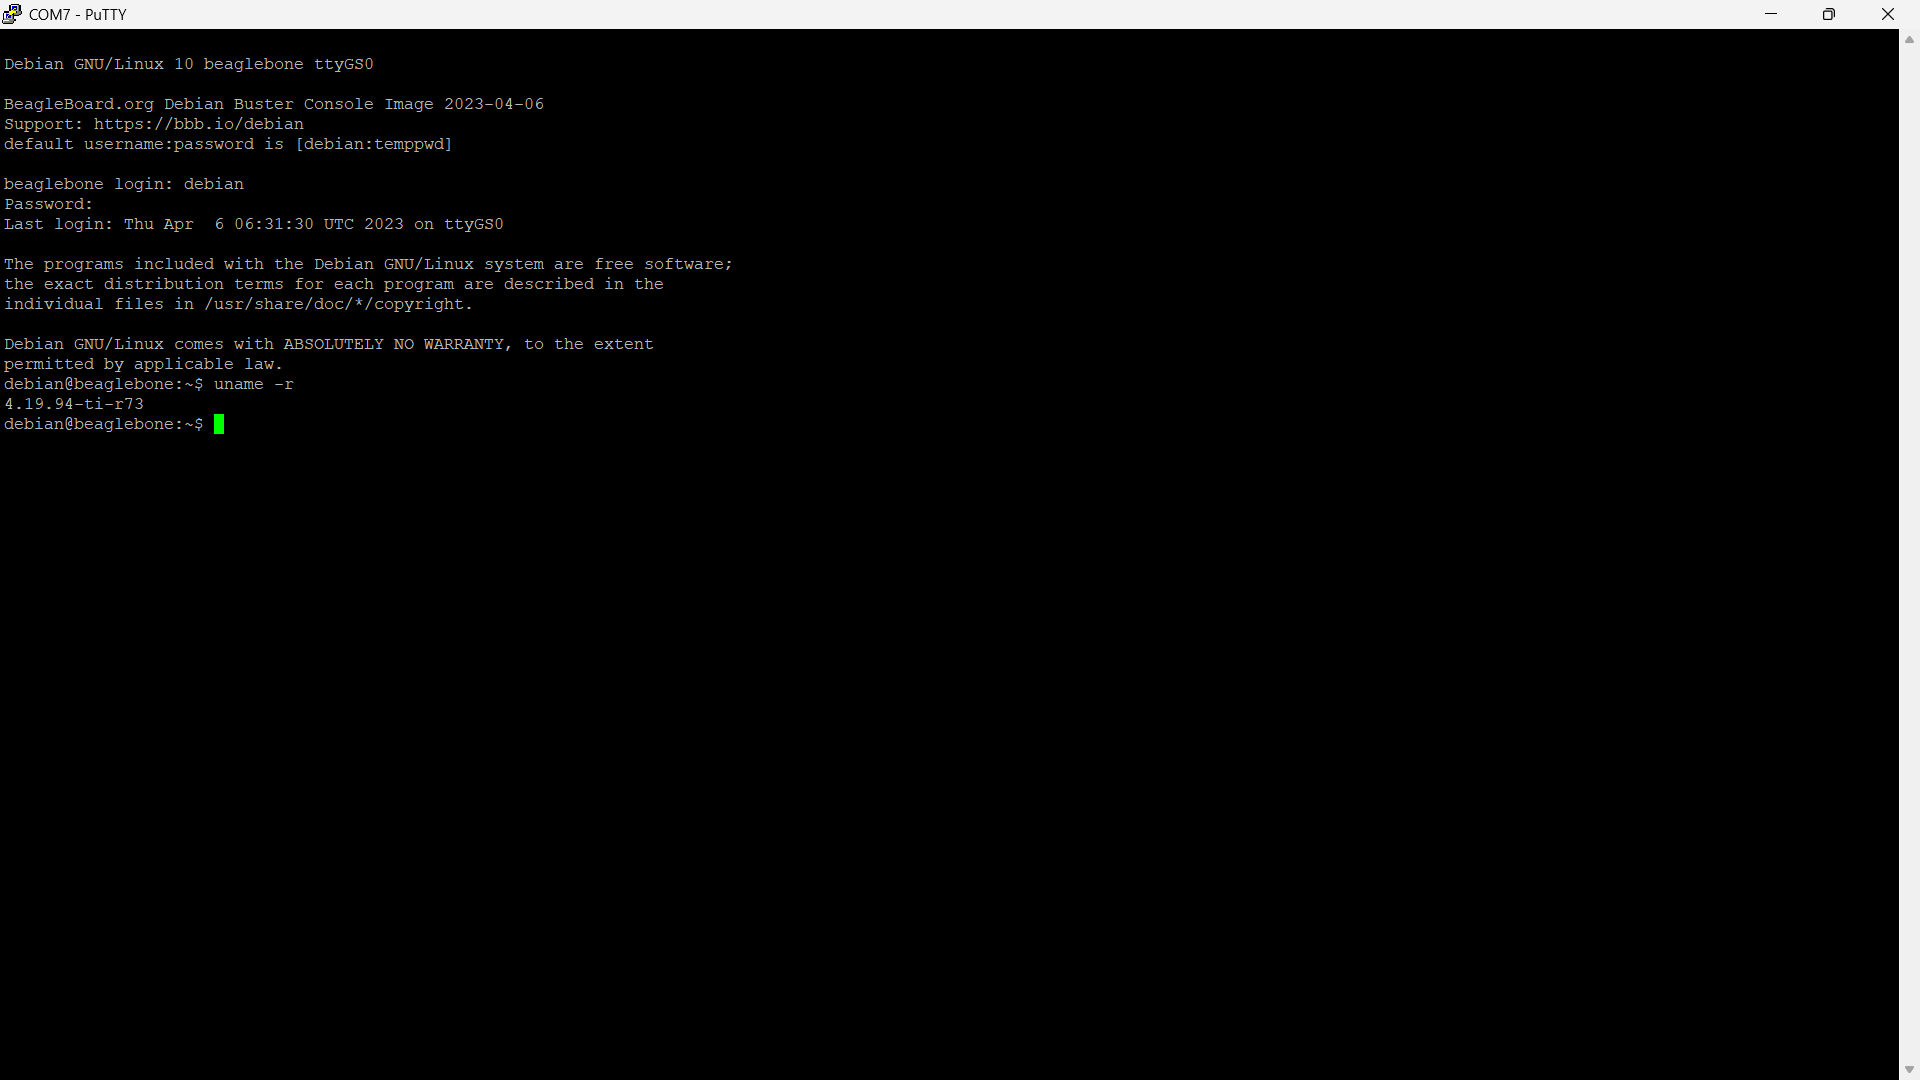 COM7 - PuTTY
Debian GNU/Linux 10 beaglebone ttyGS0
BeagleBoard.org Debian Buster Console Image 2023-04-06
Support: https://bbb.io/debian
default username:password is [debian:temppwd]
beaglebone login: debian
Password:
Last login: Thu Apr  6 06:31:30 UTC 2023 on ttyGS0
The programs included with the Debian GNU/Linux system are free software;
the exact distribution terms for each program are described in the
individual files in /usr/share/doc/*/copyright.
Debian GNU/Linux comes with ABSOLUTELY NO WARRANTY, to the extent
permitted by applicable law.
debian@beaglebone:~$ uname -r
4.19.94-ti-r73
debian@beaglebone:~$